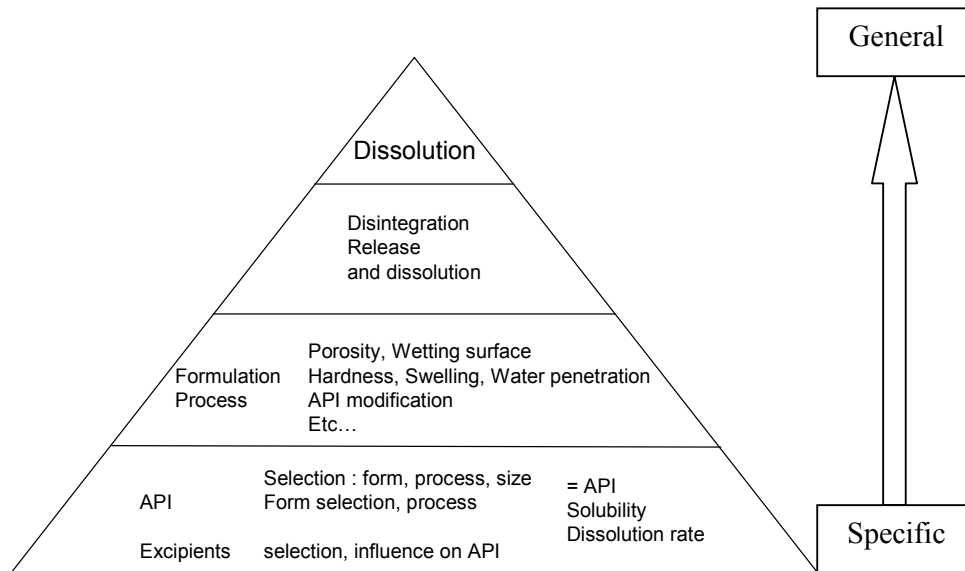 General
Dissolution
Disintegration
Release
and dissolution
Formulation
Process
Porosity, Wetting surface
Hardness, Swelling, Water penetration
API modification
Etc…
API
Selection : form, process, size
Form selection, process
= API
Solubility
Dissolution rate
Excipients
selection, influence on API
Specific